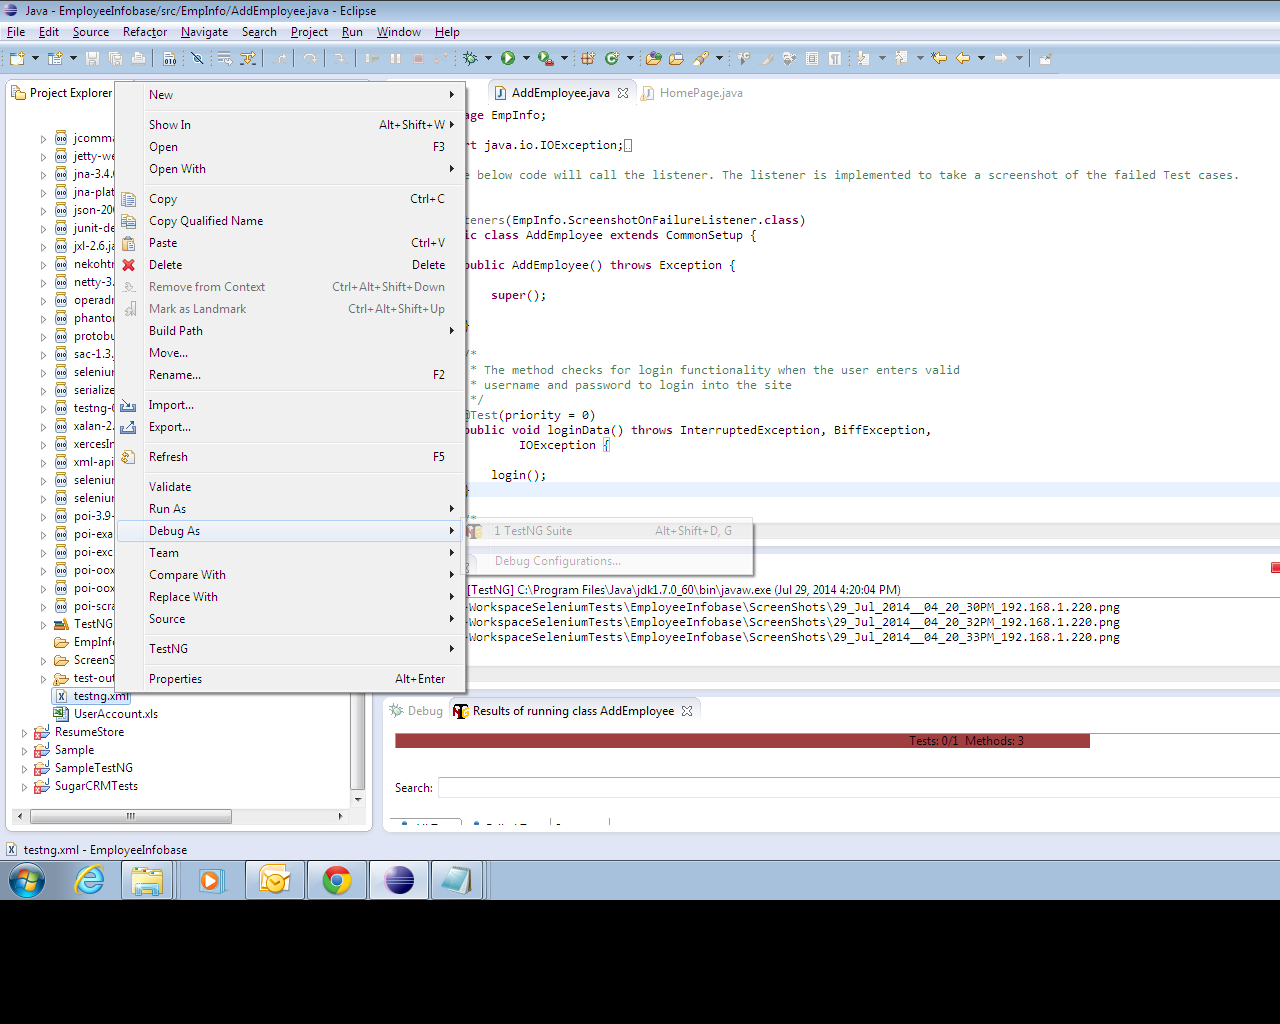 Java - EmployeeInfobase/src/EmpInfo/AddEmployee.java - Eclipse
File Edit Source Refactor Navigate Search Project Run Window Help
Project Explorer
AddEmployee.java
HomePage.java
jcomma
jetty-we
jna-3.4.
jna-plat
json-200
junit-de
jxl-2.6.ja
nekohtr
netty-3.
operadr
phanton
protobu
sac-1.3.
seleniur
serialize
testng-
xalan-2.
xercesIn
xml-api
seleniur
seleniur
poi-3.9-
poi-exa
poi-exc
poi-oox
poi-oox
poi-scra
TestNG
EmpInfo
ScreenS
test-out
testng.xml
UserAccount.xls
ResumeStore
Sample
SampleTestNG
SugarCRMTests
New
Show In Alt+Shift+W
Open F3
Open With
Copy Ctrl+C
Copy Qualified Name
Paste Ctrl+V
Delete Delete
Remove from Context Ctrl+Alt+Shift+Down
Mark as Landmark Ctrl+Alt+Shift+Up
Build Path
Move...
Rename... F2
Import...
Export...
Refresh F5
Validate
Run As
Debug As
Team
Compare With
Replace With
Source
TestNG
Properties Alt+Enter
1 TestNG Suite Alt+Shift+D, G
Debug Configurations...
age EmpInfo;
rt java.io.IOException;
e below code will call the listener. The listener is implemented to take a screenshot of the failed Test cases.
teners(EmpInfo.ScreenshotOnFailureListener.class)
ic class AddEmployee extends CommonSetup {
public AddEmployee() throws Exception {
super();
}
/*
* The method checks for login functionality when the user enters valid
* username and password to login into the site
*/
@Test(priority = 0)
public void loginData() throws InterruptedException, BiffException,
IOException {
login();
}
/*
[TestNG] C:\Program Files\Java\jdk1.7.0_60\bin\javaw.exe (Jul 29, 2014 4:20:04 PM)
-WorkspaceSeleniumTests\EmployeeInfobase\ScreenShots\29_Jul_2014__04_20_30PM_192.168.1.220.png
-WorkspaceSeleniumTests\EmployeeInfobase\ScreenShots\29_Jul_2014__04_20_32PM_192.168.1.220.png
-WorkspaceSeleniumTests\EmployeeInfobase\ScreenShots\29_Jul_2014__04_20_33PM_192.168.1.220.png
Debug
Results of running class AddEmployee
Tests: 0/1 Methods: 3
Search:
testng.xml - EmployeeInfobase